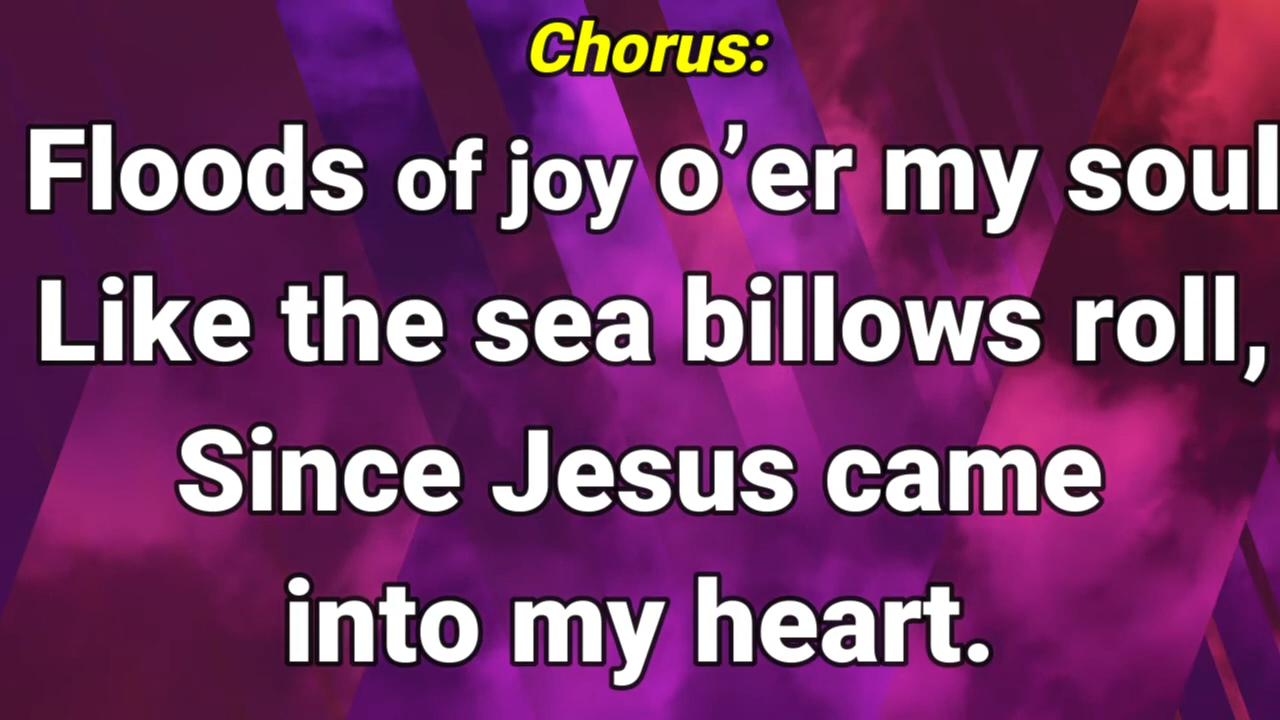 Chorus:
Floods of joy o’er my soul
Like the sea billows roll,
Since Jesus came
into my heart.